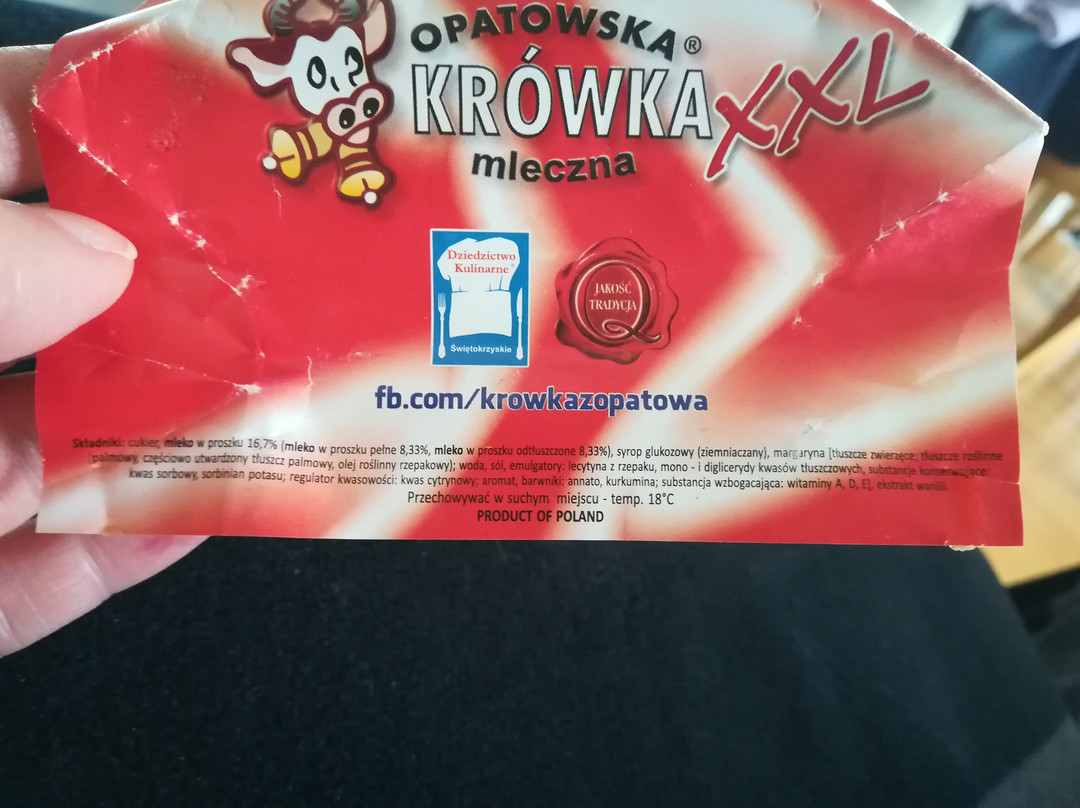 OPATOWSKA®
KRÓWKA
XXL
mleczna
Dziedzictwo
Kulinarne®
Świętokrzyskie
JAKOŚĆ
TRADYCJA
Q
fb.com/krowkazopatowa
Składniki: cukier, mleko w proszku 16,7% (mleko w proszku pełne 8,33%, mleko w proszku odtłuszczone 8,33%), syrop glukozowy (ziemniaczany), margaryna [tłuszcze zwierzęce; tłuszcze roślinne
(palmowy, częściowo utwardzony tłuszcz palmowy, olej roślinny rzepakowy); woda, sól, emulgatory: lecytyna z rzepaku, mono - i diglicerydy kwasów tłuszczowych, substancje konserwujące:
kwas sorbowy, sorbinian potasu; regulator kwasowości: kwas cytrynowy; aromat, barwniki: annato, kurkumina; substancja wzbogacająca: witaminy A, D, E], ekstrakt wanilii.
Przechowywać w suchym miejscu - temp. 18°C
PRODUCT OF POLAND